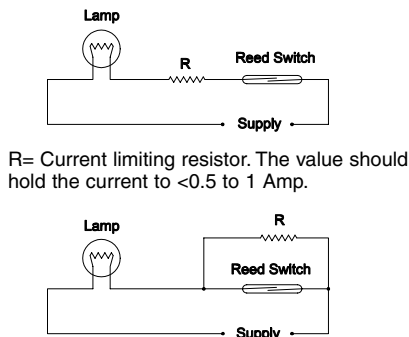 Lamp
R
Reed Switch
Supply
R= Current limiting resistor. The value should
hold the current to <0.5 to 1 Amp.
R
Lamp
Reed Switch
Supply